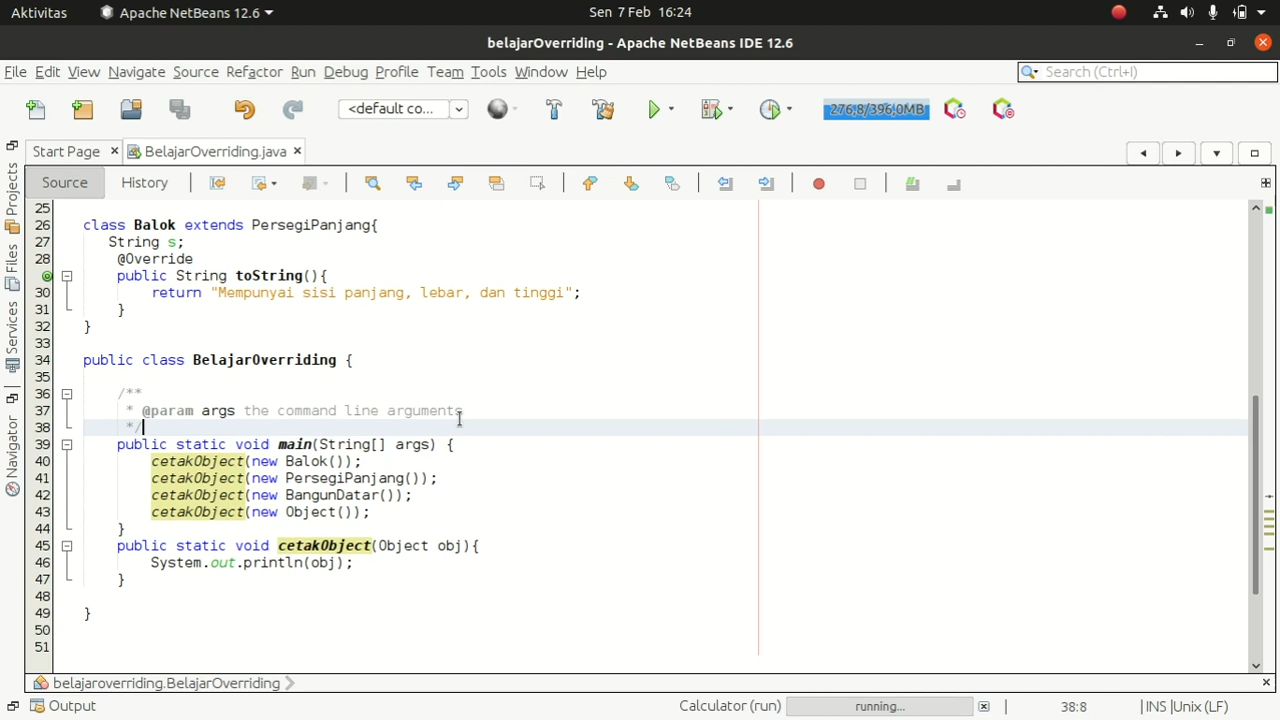 Aktivitas Apache NetBeans 12.6 Sen 7 Feb 16:24
belajarOverriding - Apache NetBeans IDE 12.6
File Edit View Navigate Source Refactor Run Debug Profile Team Tools Window Help Search (Ctrl+I)
<default co... 276,8/396,0MB
Start Page BelajarOverriding.java
Source History
Projects
Files
Services
Navigator
25
26 class Balok extends PersegiPanjang{
27 String s;
28 @Override
public String toString(){
30 return "Mempunyai sisi panjang, lebar, dan tinggi";
31 }
32 }
33
34 public class BelajarOverriding {
35
36 /**
37 * @param args the command line arguments
38 */
39 public static void main(String[] args) {
40 cetakObject(new Balok());
41 cetakObject(new PersegiPanjang());
42 cetakObject(new BangunDatar());
43 cetakObject(new Object());
44 }
45 public static void cetakObject(Object obj){
46 System.out.println(obj);
47 }
48
49 }
50
51
belajaroverriding.BelajarOverriding
Output Calculator (run) running... 38:8 INS Unix (LF)